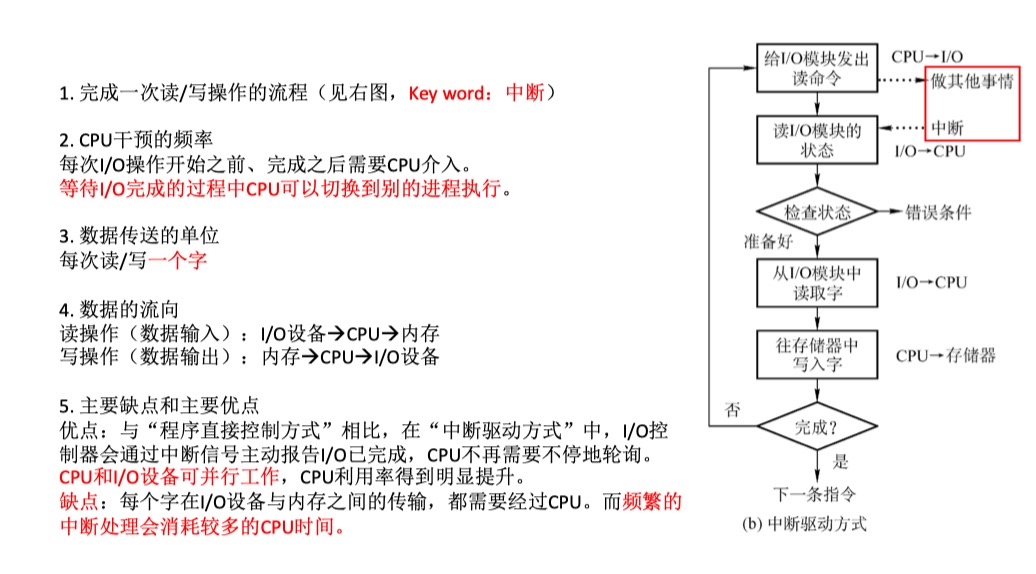 1. 完成一次读/写操作的流程（见右图，Key word：中断）
2. CPU干预的频率
每次I/O操作开始之前、完成之后需要CPU介入。
等待I/O完成的过程中CPU可以切换到别的进程执行。
3. 数据传送的单位
每次读/写一个字
4. 数据的流向
读操作（数据输入）：I/O设备→CPU→内存
写操作（数据输出）：内存→CPU→I/O设备
5. 主要缺点和主要优点
优点：与“程序直接控制方式”相比，在“中断驱动方式”中，I/O控
制器会通过中断信号主动报告I/O已完成，CPU不再需要不停地轮询。
CPU和I/O设备可并行工作，CPU利用率得到明显提升。
缺点：每个字在I/O设备与内存之间的传输，都需要经过CPU。而频繁的
中断处理会消耗较多的CPU时间。
给I/O模块发出
读命令
CPU→I/O
做其他事情
读I/O模块的
状态
中断
I/O→CPU
检查状态
错误条件
准备好
从I/O模块中
读取字
I/O→CPU
往存储器中
写入字
CPU→存储器
否
完成？
是
下一条指令
(b) 中断驱动方式